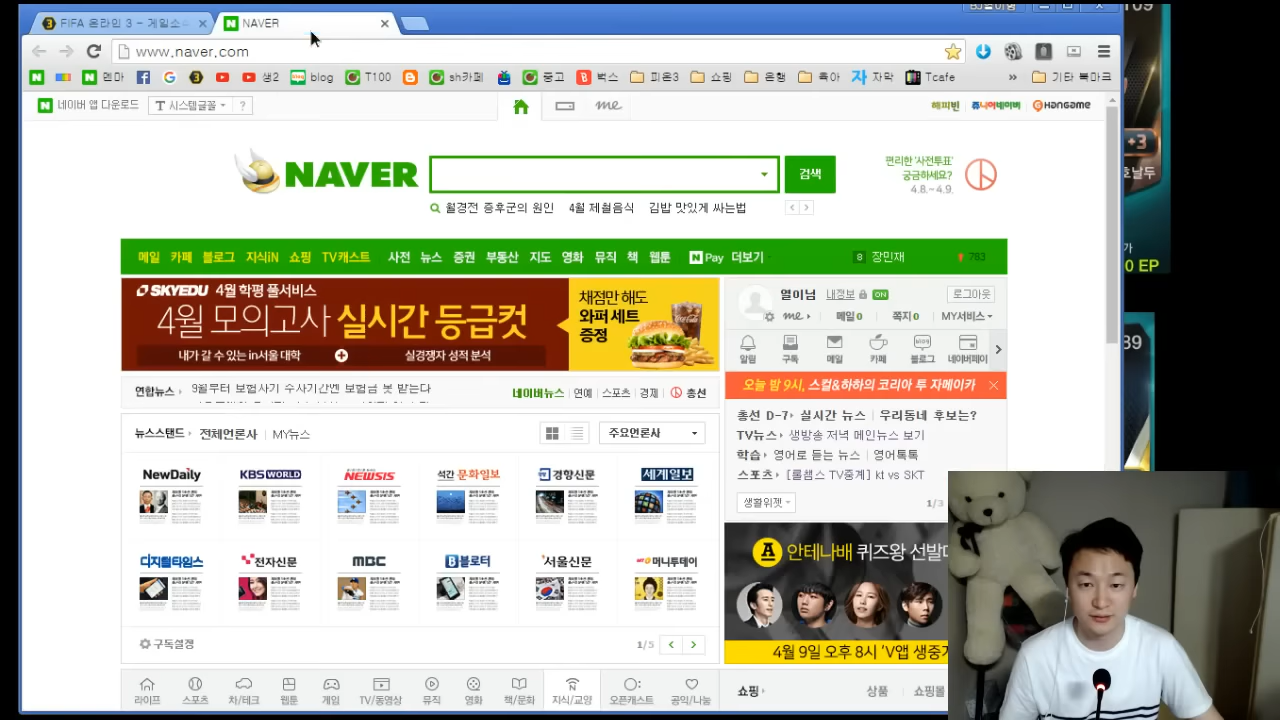 FIFA 온라인 3 - 게일소
NAVER
www.naver.com
blog
T100
sh카페
중고
벅스
피온3
쇼핑
은행
육아
자막
Tcafe
기타 북마크
네이버 앱 다운로드
시스템글꼴
?
me
해피빈
쥬니어네이버
HANGAME
NAVER
검색
편리한 '사전투표'
궁금하세요?
4.8.~4.9.
월경전 증후군의 원인
4월 제철음식
김밥 맛있게 싸는법
메일 카페 블로그 지식iN 쇼핑 TV캐스트 사전 뉴스 증권 부동산 지도 영화 뮤직 책 웹툰 N Pay 더보기
8 장민재
783
SKYEDU 4월 학평 풀서비스
4월 모의고사 실시간 등급컷
내가 갈 수 있는 in서울 대학
실경쟁자 성적 분석
채점만 해도
와퍼 세트
증정
열이님
내정보
ON
로그아웃
me
메일0
쪽지0
MY서비스
알림
구독
메일
카페
블로그
네이버페이
오늘 밤 9시, 스컬&하하의 코리아 투 자메이카
연합뉴스
9월부터 보험사기 수사기간엔 보험금 못 받는다
네이버뉴스
연예
스포츠
경제
총선
뉴스스탠드
전체언론사
MY뉴스
주요언론사
총선 D-7 실시간 뉴스 우리동네 후보는?
TV뉴스 생방송 저녁 메인뉴스 보기
학습 영어로 듣는 뉴스 영어톡톡
스포츠 [롤챔스 TV중계] kt vs SKT
생활위젯
1/3
NewDaily
KBS WORLD
NEWSIS
석간 문화일보
경향신문
세계일보
디지털타임스
전자신문
MBC
블로터
서울신문
머니투데이
안테나배 퀴즈왕 선발대
4월 9일 오후 8시 'V앱 생중계
구독설정
1/5
라이프
스포츠
차/테크
웹툰
게임
TV/동영상
뮤직
영화
책/문화
지식/교양
오픈캐스트
공익/나눔
쇼핑
상품
쇼핑몰
+3
호날두
0 EP
89